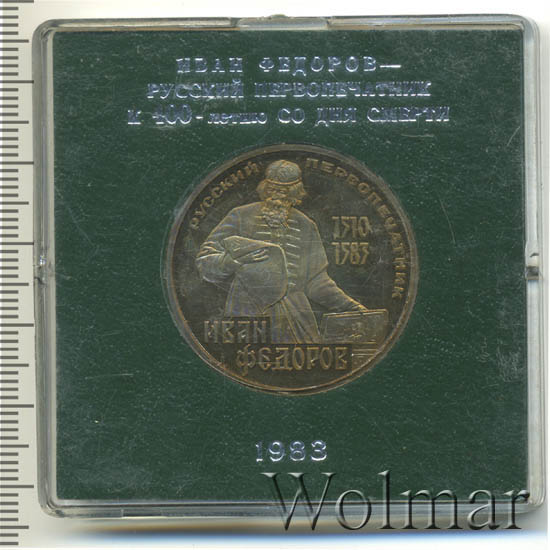 ИВАН ФЕДОРОВ—
РУССКИЙ ПЕРВОПЕЧАТНИК
К 400-летию СО ДНЯ СМЕРТИ
РУССКИЙ ПЕРВОПЕЧАТНИК
1510
1583
ИВАН
ФЕДОРОВ
1983
Wolmar